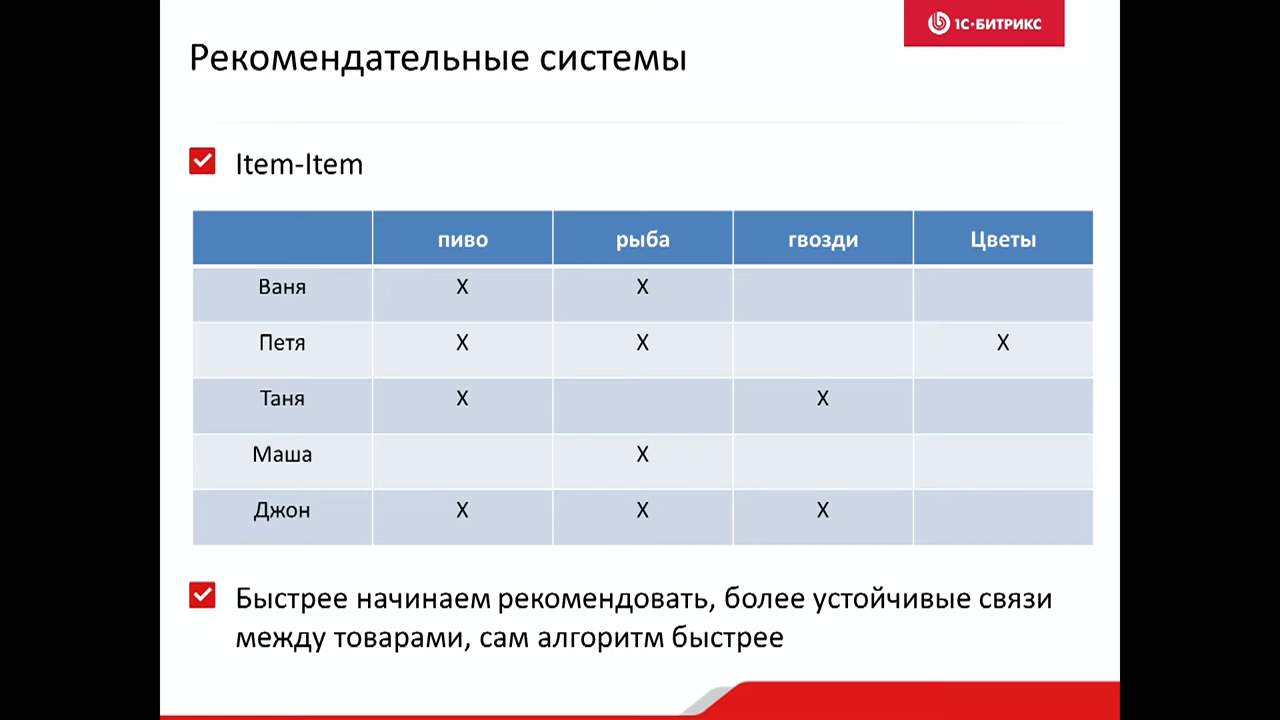 1С·БИТРИКС
Рекомендательные системы
Item-Item
пиво рыба гвозди Цветы
Ваня X X
Петя X X X
Таня X X
Маша X
Джон X X X
Быстрее начинаем рекомендовать, более устойчивые связи
между товарами, сам алгоритм быстрее